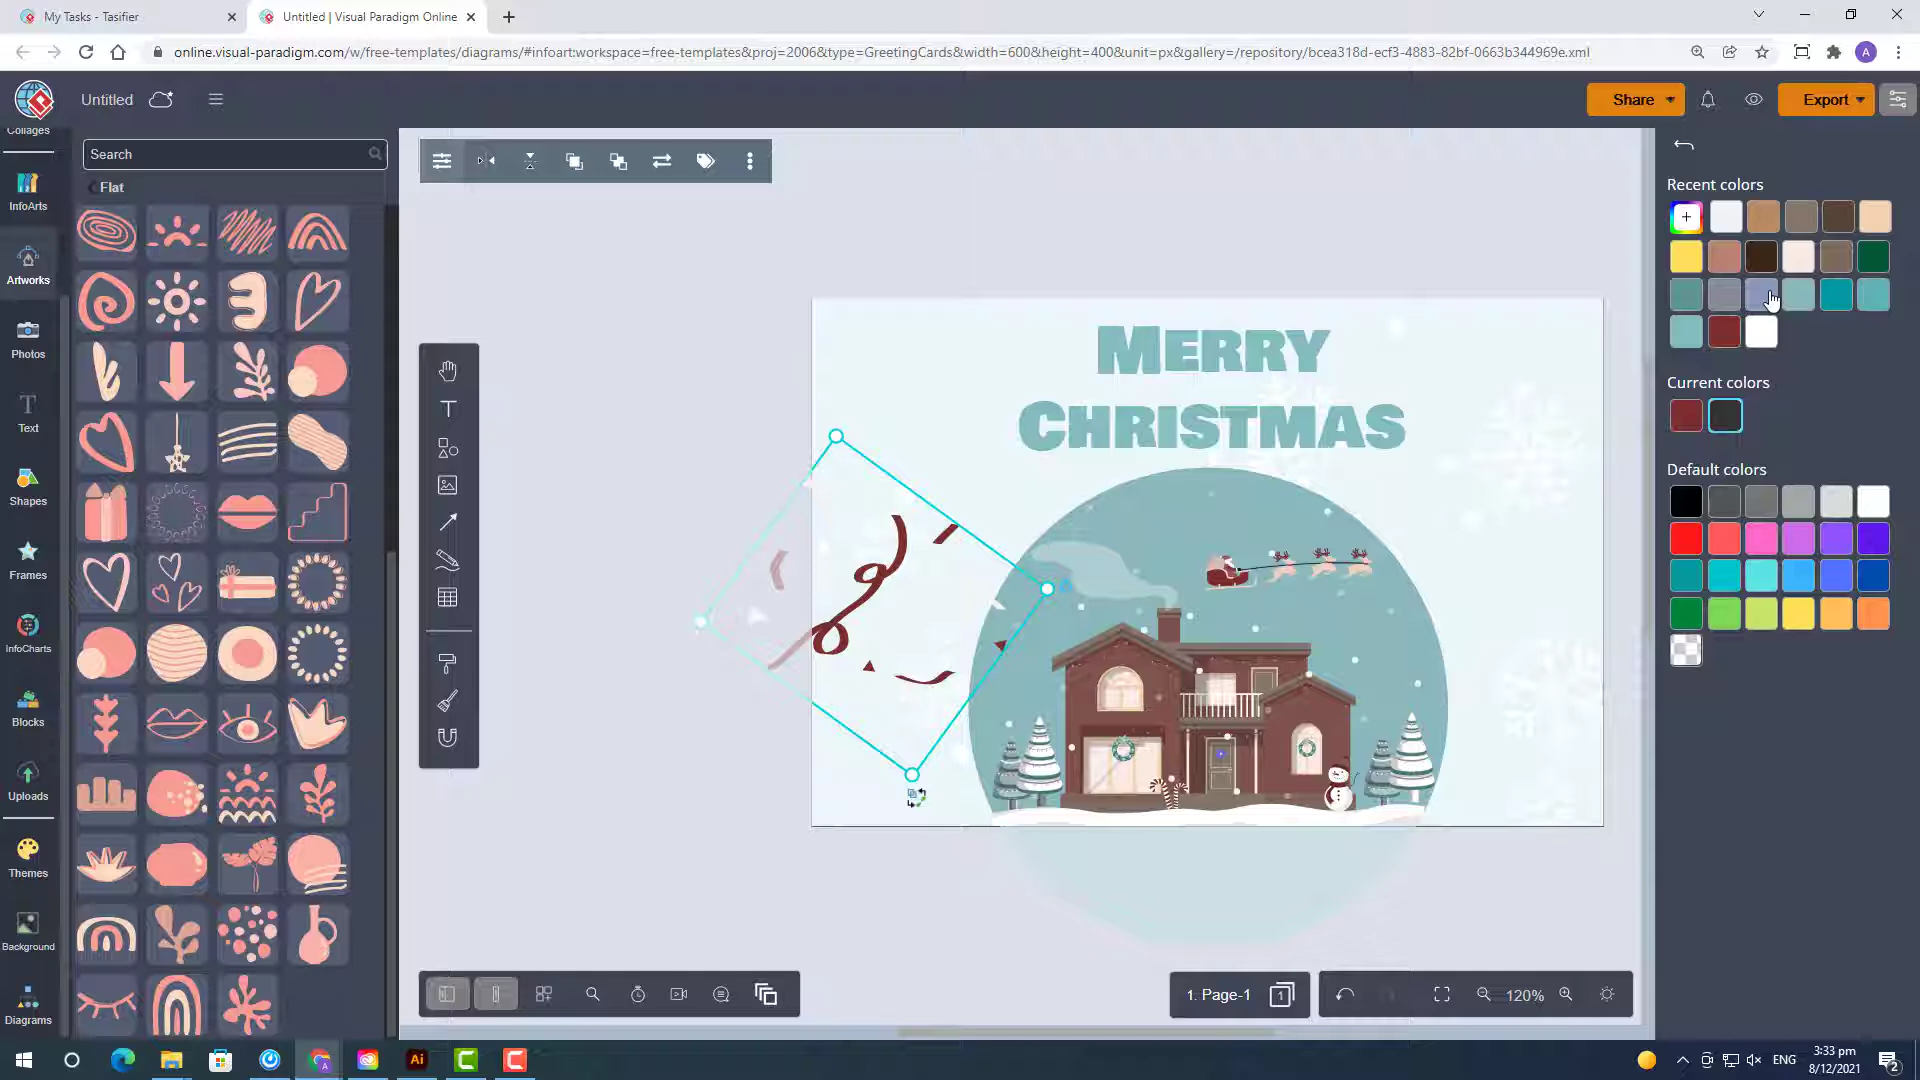 My Tasks - Tasifier
Untitled | Visual Paradigm Online
online.visual-paradigm.com/w/free-templates/diagrams/#infoart:workspace=free-templates&proj=2006&type=GreetingCards&width=600&height=400&unit=px&gallery=/repository/bcea318d-ecf3-4883-82bf-0663b344969e.xml
A
Untitled
Share
Export
Collages
InfoArts
Artworks
Photos
Text
Shapes
Frames
InfoCharts
Blocks
Uploads
Themes
Background
Diagrams
Search
Flat
MERRY
CHRISTMAS
Recent colors
Current colors
Default colors
1. Page-1
1
120%
Ai
ENG
3:33 pm
8/12/2021
2